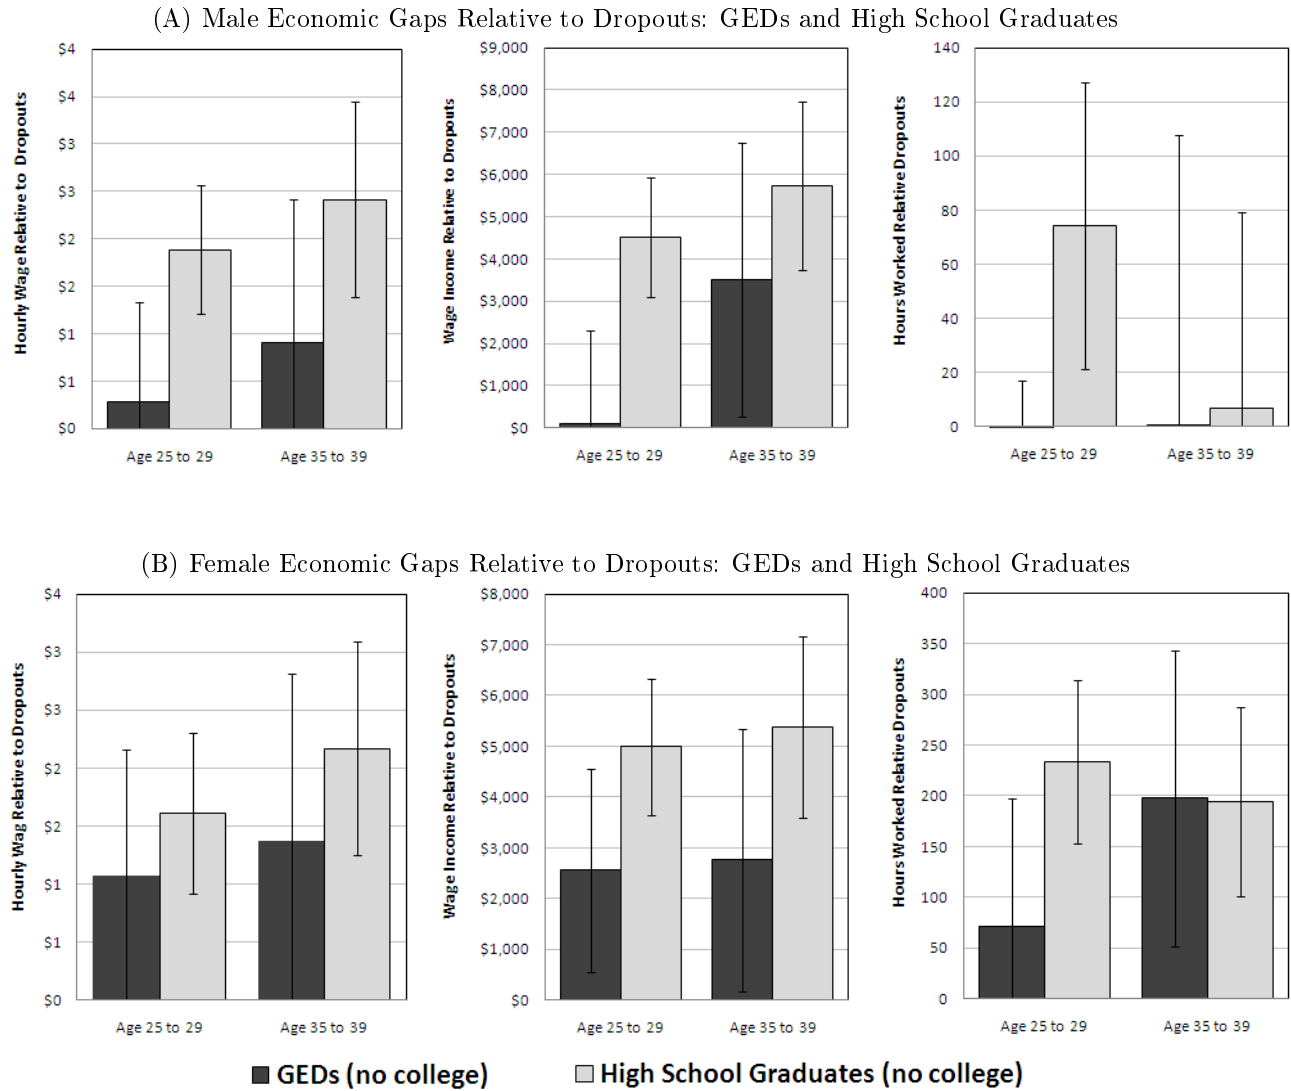 (A) Male Economic Gaps Relative to Dropouts: GEDs and High School Graduates
Hourly Wage Relative to Dropouts
$4
$4
$3
$3
$2
$2
$1
$1
$0
Age 25 to 29
Age 35 to 39
Wage Income Relative to Dropouts
$9,000
$8,000
$7,000
$6,000
$5,000
$4,000
$3,000
$2,000
$1,000
$0
Age 25 to 29
Age 35 to 39
Hours Worked Relative Dropouts
140
120
100
80
60
40
20
0
Age 25 to 29
Age 35 to 39
(B) Female Economic Gaps Relative to Dropouts: GEDs and High School Graduates
Hourly Wag Relative to Dropouts
$4
$3
$3
$2
$2
$1
$1
$0
Age 25 to 29
Age 35 to 39
Wage Income Relative to Dropouts
$8,000
$7,000
$6,000
$5,000
$4,000
$3,000
$2,000
$1,000
$0
Age 25 to 29
Age 35 to 39
Hours Worked Relative Dropouts
400
350
300
250
200
150
100
50
0
Age 25 to 29
Age 35 to 39
GEDs (no college)
High School Graduates (no college)